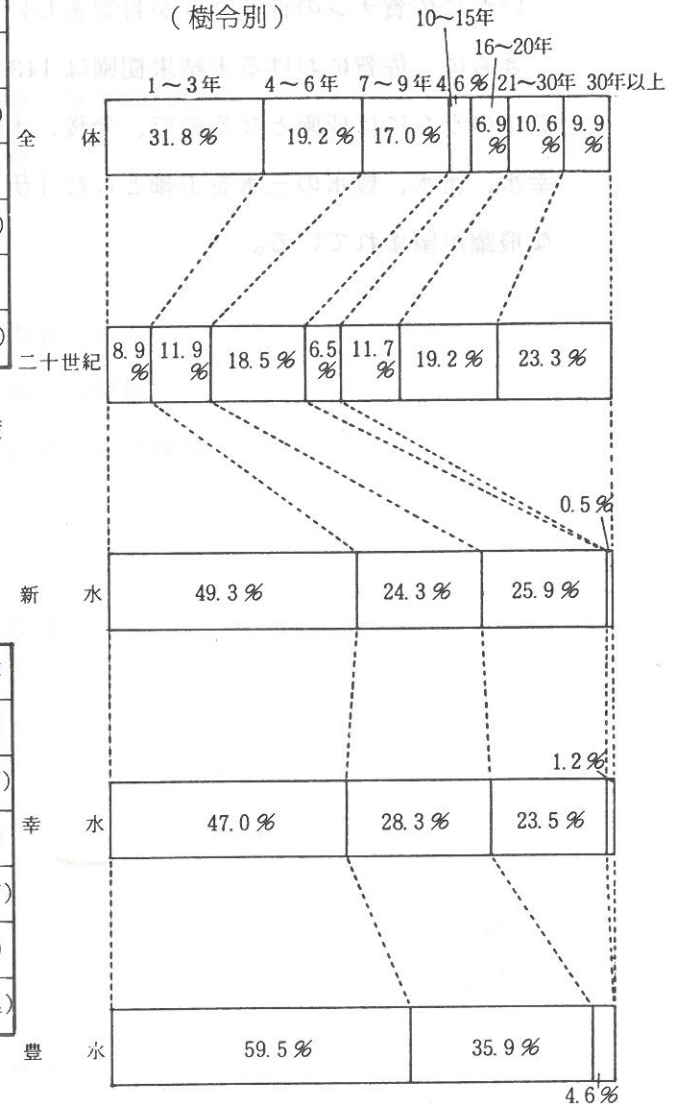 (樹令別)
10〜15年
16〜20年
1〜3年 4〜6年 7〜9年 4.6% 21〜30年 30年以上
全体 31.8% 19.2% 17.0% 6.9% 10.6% 9.9%
二十世紀 8.9% 11.9% 18.5% 6.5% 11.7% 19.2% 23.3%
0.5%
新水 49.3% 24.3% 25.9%
1.2%
幸水 47.0% 28.3% 23.5%
豊水 59.5% 35.9%
4.6%